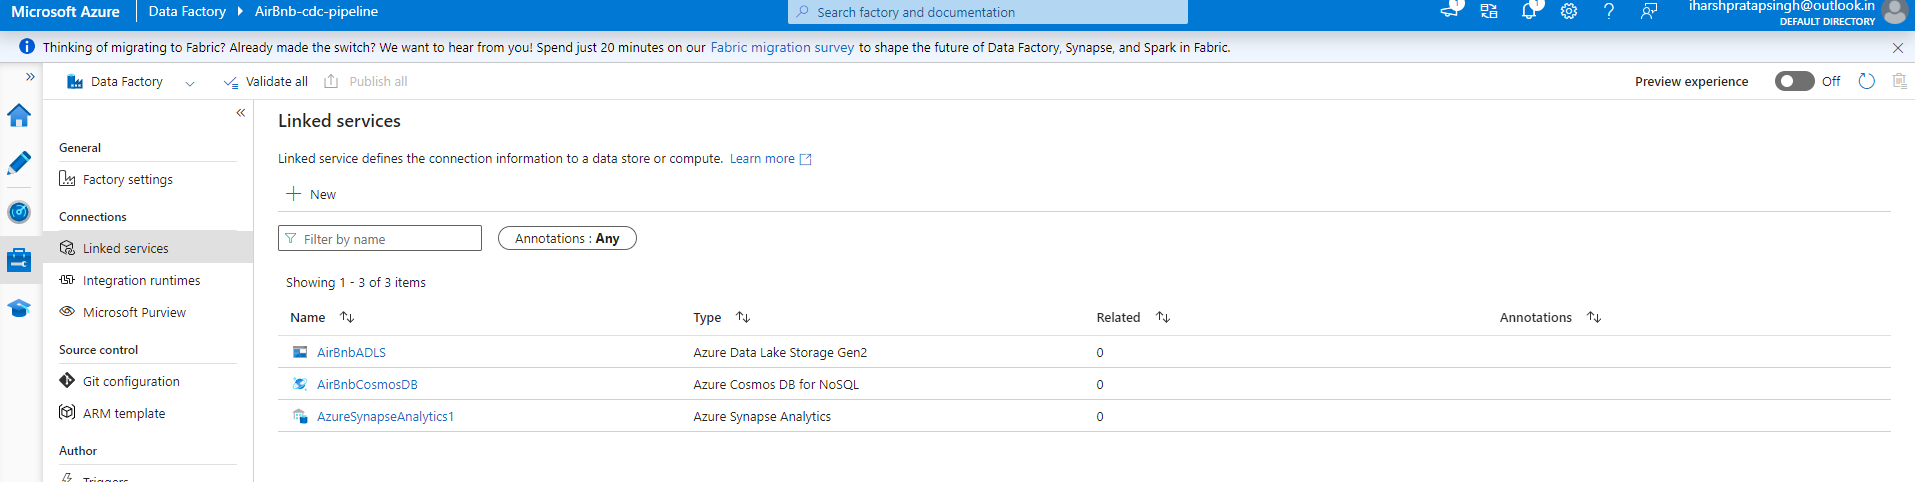 Microsoft Azure Data Factory AirBnb-cdc-pipeline Search factory and documentation 1 1 iharshpratapsingh@outlook.in
DEFAULT DIRECTORY
Thinking of migrating to Fabric? Already made the switch? We want to hear from you! Spend just 20 minutes on our Fabric migration survey to shape the future of Data Factory, Synapse, and Spark in Fabric.
Data Factory Validate all Publish all Preview experience Off
General
Factory settings
Connections
Linked services
Integration runtimes
Microsoft Purview
Source control
Git configuration
ARM template
Author
Triggers
Linked services
Linked service defines the connection information to a data store or compute. Learn more
New
Filter by name Annotations : Any
Showing 1 - 3 of 3 items
Name Type Related Annotations
AirBnbADLS Azure Data Lake Storage Gen2 0
AirBnbCosmosDB Azure Cosmos DB for NoSQL 0
AzureSynapseAnalytics1 Azure Synapse Analytics 0